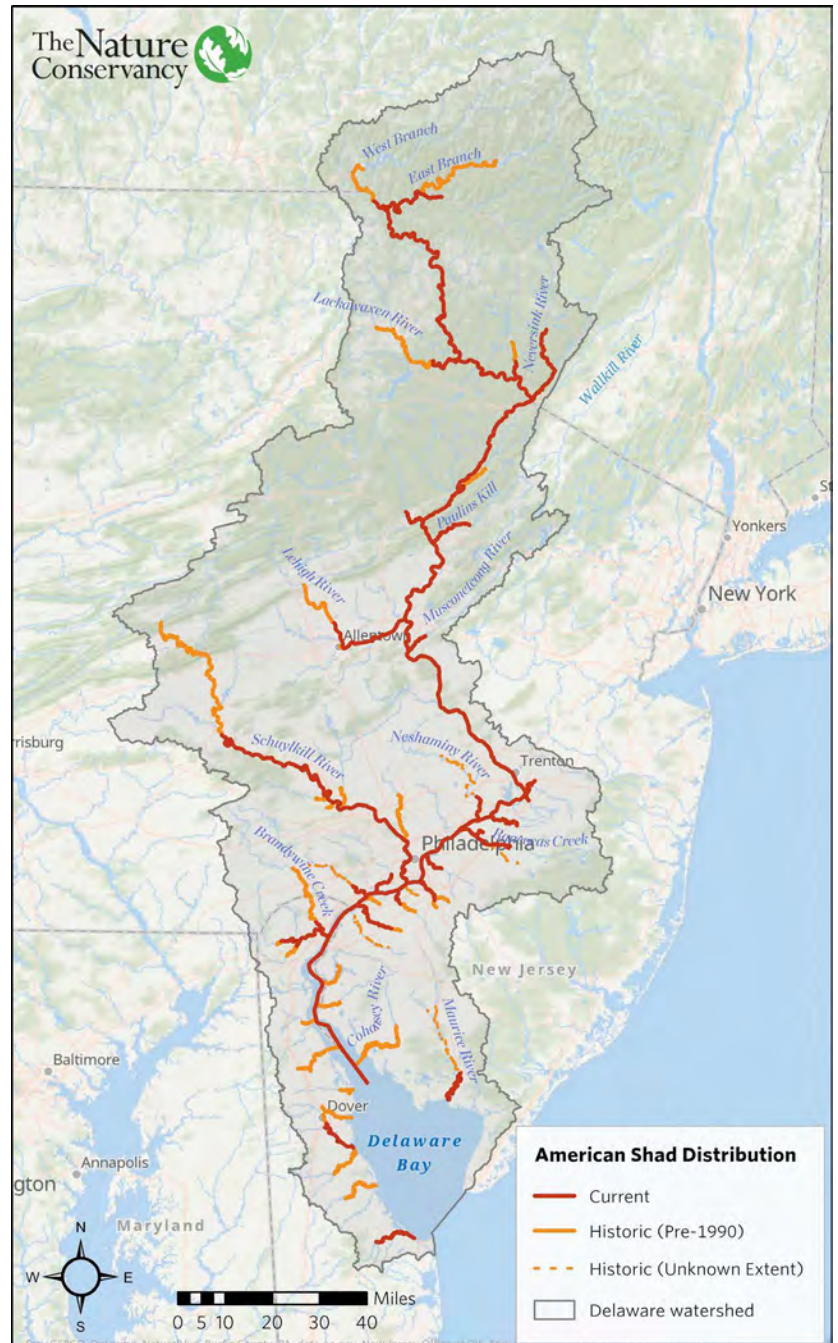 The Nature
Conservancy
West Branch
East Branch
Lackawaxen River
Neversink River
Wallkill River
Paulins Kill
Yonkers
New York
Musconetcong River
Lehigh River
Allentown
rrisburg
Schuylkill River
Neshaminy River
Trenton
Creek
Philadelphia
Brandywine Creek
New Jersey
Cohansey River
Maurice River
Baltimore
Dover
Delaware
Bay
Annapolis
gton
Maryland
American Shad Distribution
Current
Historic (Pre-1990)
Historic (Unknown Extent)
Delaware watershed
N
W
E
S
Miles
0 5 10 20 30 40